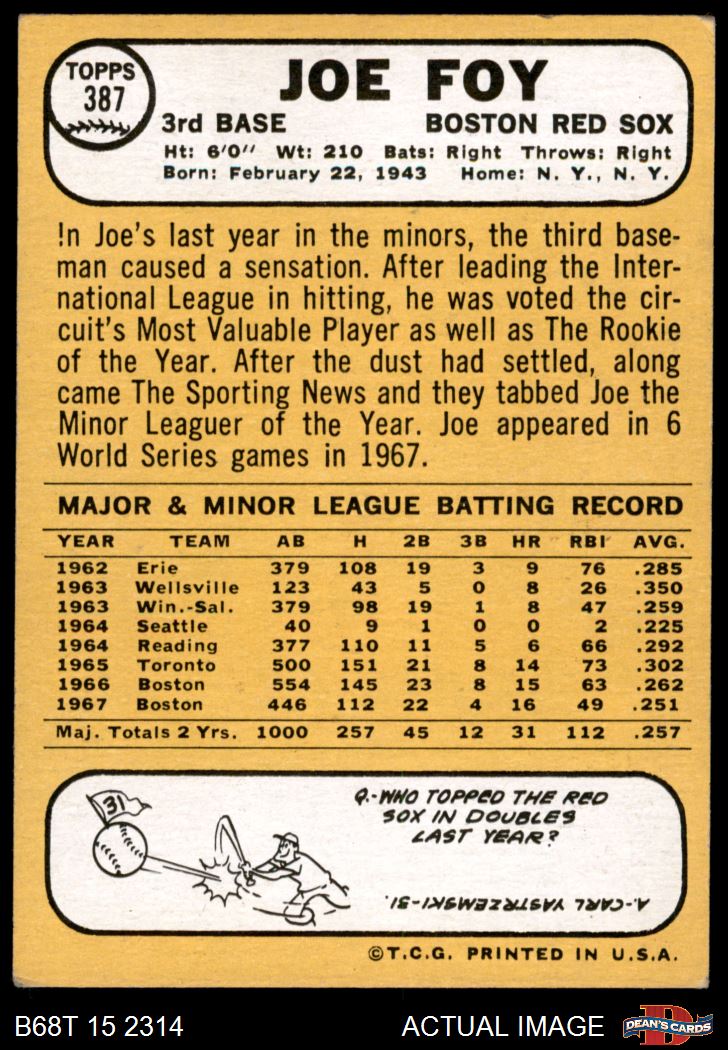 TOPPS
387
JOE FOY
3rd BASE BOSTON RED SOX
Ht: 6'0" Wt: 210 Bats: Right Throws: Right
Born: February 22, 1943 Home: N. Y., N. Y.
In Joe's last year in the minors, the third base-
man caused a sensation. After leading the Inter-
national League in hitting, he was voted the cir-
cuit's Most Valuable Player as well as The Rookie
of the Year. After the dust had settled, along
came The Sporting News and they tabbed Joe the
Minor Leaguer of the Year. Joe appeared in 6
World Series games in 1967.
MAJOR & MINOR LEAGUE BATTING RECORD
YEAR TEAM AB H 2B 3B HR RBI AVG.
1962 Erie 379 108 19 3 9 76 .285
1963 Wellsville 123 43 5 0 8 26 .350
1963 Win.-Sal. 379 98 19 1 8 47 .259
1964 Seattle 40 9 1 0 0 2 .225
1964 Reading 377 110 11 5 6 66 .292
1965 Toronto 500 151 21 8 14 73 .302
1966 Boston 554 145 23 8 15 63 .262
1967 Boston 446 112 22 4 16 49 .251
Maj. Totals 2 Yrs. 1000 257 45 12 31 112 .257
31
Q.-WHO TOPPED THE RED
SOX IN DOUBLES
LAST YEAR?
A.-CARL YASTRZEMSKI-31.
©T.C.G. PRINTED IN U.S.A.
B68T 15 2314 ACTUAL IMAGE
D
DEAN'S CARDS